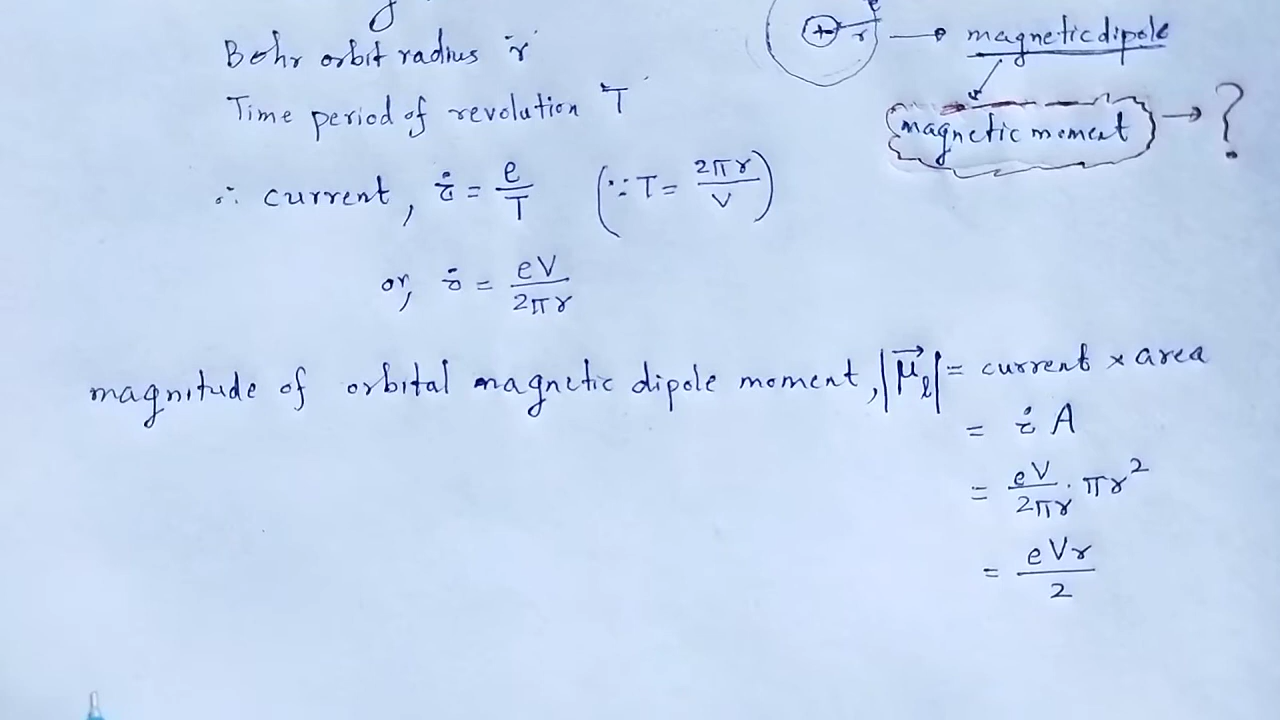 Bohr orbit radius 'r'
Time period of revolution 'T'
∴ current, i = e/T (∵ T = 2πr/V)
or, i = eV/2πr
e
+ r → magnetic dipole
magnetic moment → ?
magnitude of orbital magnetic dipole moment, |μ⃗_l| = current × area
= i A
= eV/2πr · πr²
= eVr/2